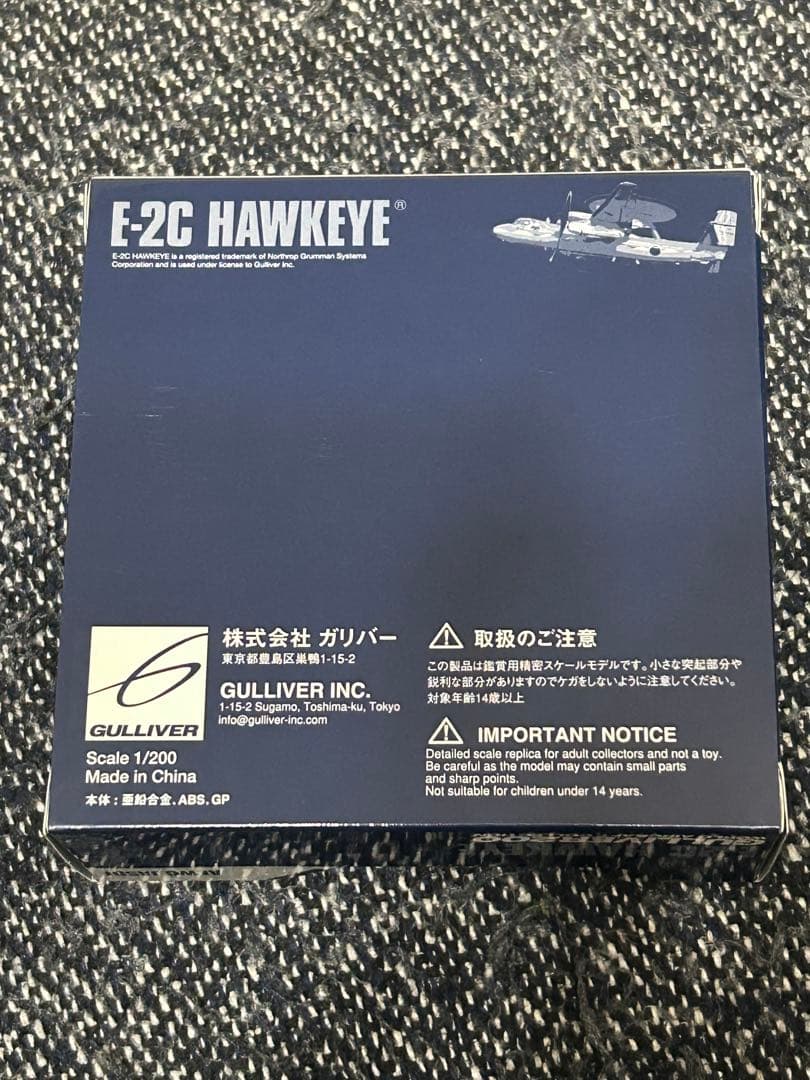 E-2C HAWKEYE®
E-2C HAWKEYE is a registered trademark of Northrop Grumman Systems
Corporation and is used under license to Gulliver Inc.
GULLIVER
株式会社 ガリバー
東京都豊島区巣鴨1-15-2
GULLIVER INC.
1-15-2 Sugamo, Toshima-ku, Tokyo
info@gulliver-inc.com
Scale 1/200
Made in China
本体：亜鉛合金、ABS、GP
取扱のご注意
この製品は鑑賞用精密スケールモデルです。小さな突起部分や
鋭利な部分がありますのでケガをしないように注意してください。
対象年齢14歳以上
IMPORTANT NOTICE
Detailed scale replica for adult collectors and not a toy.
Be careful as the model may contain small parts
and sharp points.
Not suitable for children under 14 years.